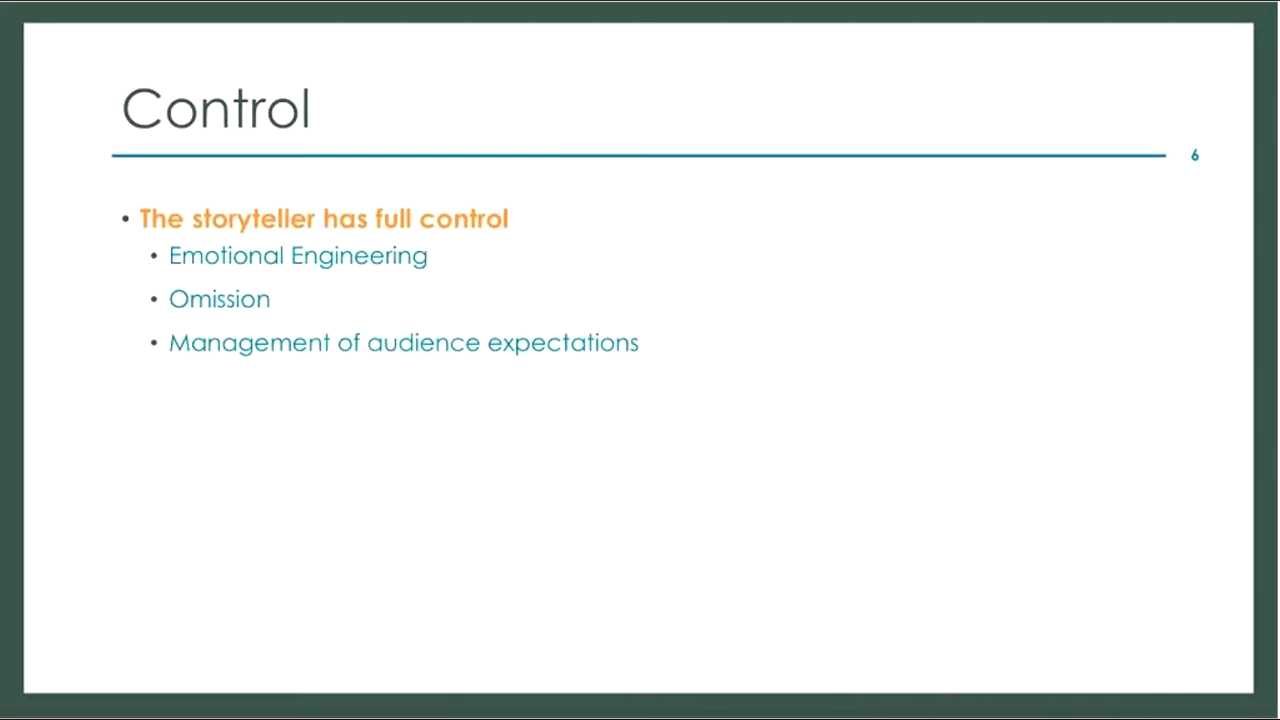 Control
6
• The storyteller has full control
• Emotional Engineering
• Omission
• Management of audience expectations